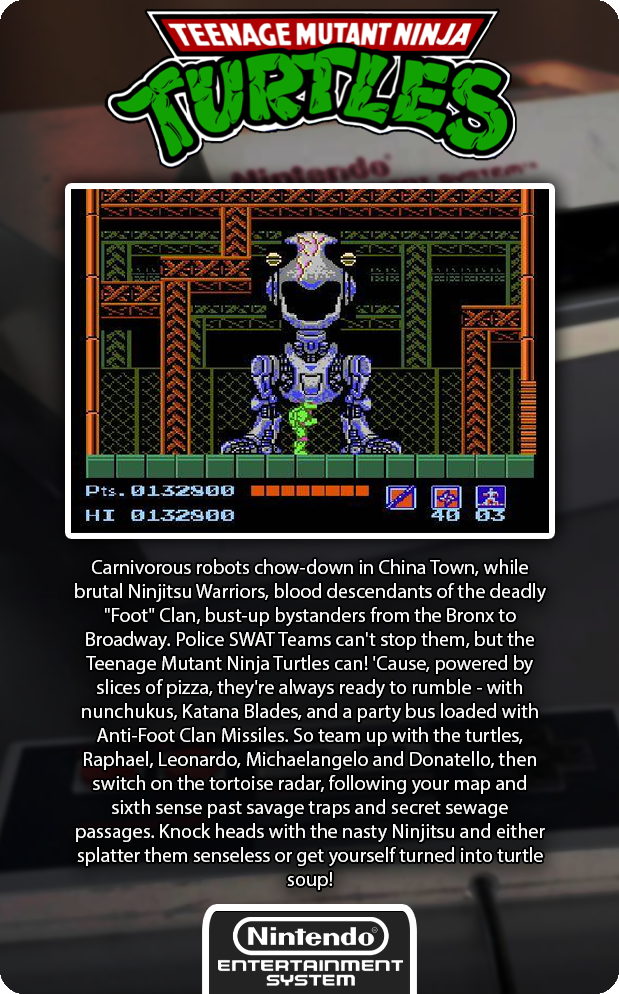 TEENAGE MUTANT NINJA
TURTLES
Nintendo
Pts. 0132800
HI 0132800
40 03
Carnivorous robots chow-down in China Town, while
brutal Ninjitsu Warriors, blood descendants of the deadly
"Foot" Clan, bust-up bystanders from the Bronx to
Broadway. Police SWAT Teams can't stop them, but the
Teenage Mutant Ninja Turtles can! 'Cause, powered by
slices of pizza, they're always ready to rumble - with
nunchukus, Katana Blades, and a party bus loaded with
Anti-Foot Clan Missiles. So team up with the turtles,
Raphael, Leonardo, Michaelangelo and Donatello, then
switch on the tortoise radar, following your map and
sixth sense past savage traps and secret sewage
passages. Knock heads with the nasty Ninjitsu and either
splatter them senseless or get yourself turned into turtle
soup!
Nintendo®
ENTERTAINMENT
SYSTEM